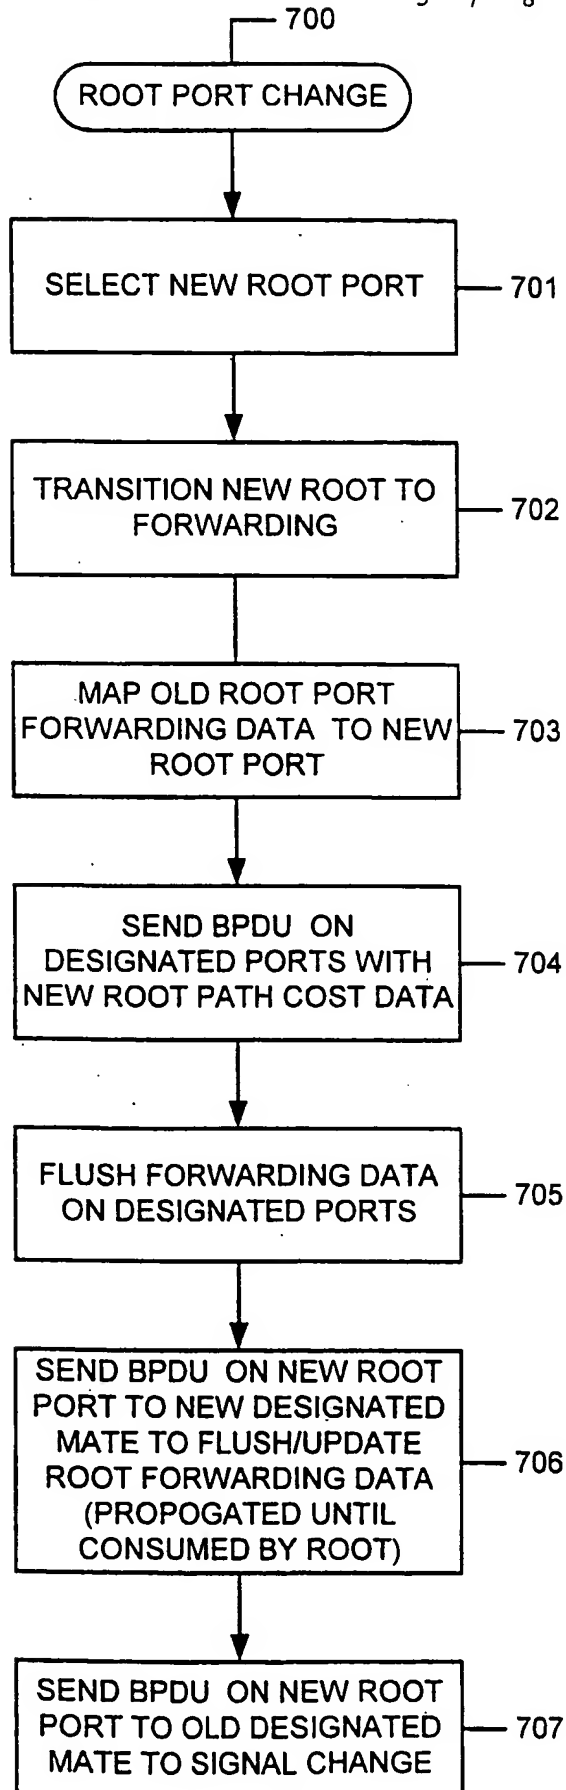 700
ROOT PORT CHANGE
SELECT NEW ROOT PORT
701
TRANSITION NEW ROOT TO
FORWARDING
702
MAP OLD ROOT PORT
FORWARDING DATA TO NEW
ROOT PORT
703
SEND BPDU ON
DESIGNATED PORTS WITH
NEW ROOT PATH COST DATA
704
FLUSH FORWARDING DATA
ON DESIGNATED PORTS
705
SEND BPDU ON NEW ROOT
PORT TO NEW DESIGNATED
MATE TO FLUSH/UPDATE
ROOT FORWARDING DATA
(PROPOGATED UNTIL
CONSUMED BY ROOT)
706
SEND BPDU ON NEW ROOT
PORT TO OLD DESIGNATED
MATE TO SIGNAL CHANGE
707